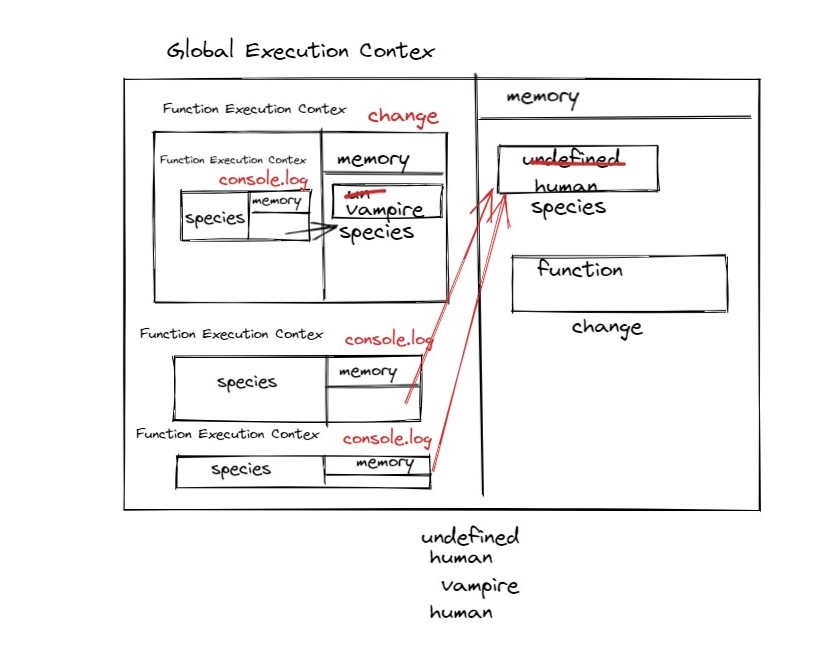 Global Execution Contex
Function Execution Contex
change
Function Execution Contex
console.log
species
memory
memory
un
vampire
species
Function Execution Contex
console.log
species
memory
Function Execution Contex
console.log
species
memory
memory
undefined
human
species
function
change
undefined
human
vampire
human